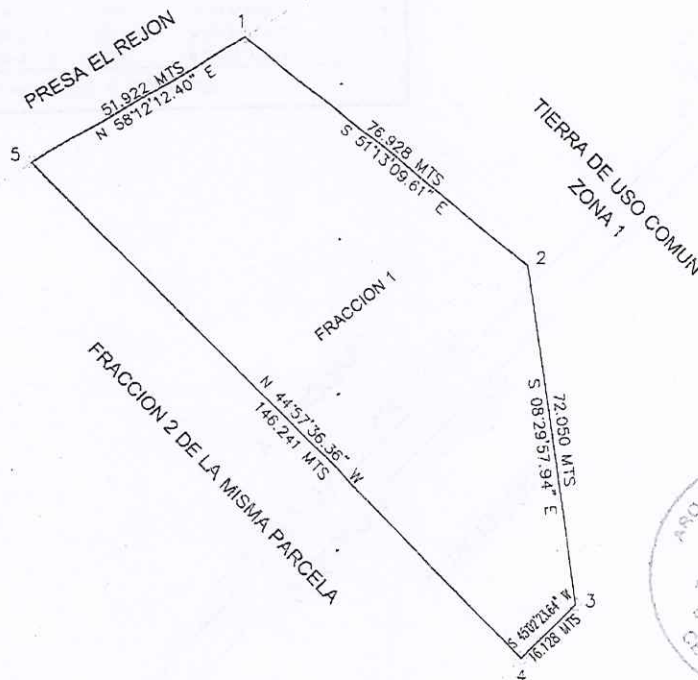 1
PRESA EL REJON
51.922 MTS
N 58°12'12.40" E
5
76.928 MTS
S 51°13'09.61" E
TIERRA DE USO COMUN
ZONA 1
2
FRACCION 1
N 44°57'36.36" W
146.241 MTS
FRACCION 2 DE LA MISMA PARCELA
72.050 MTS
S 08°29'57.94" E
S 45°02'23.64" W
16.128 MTS
3
4